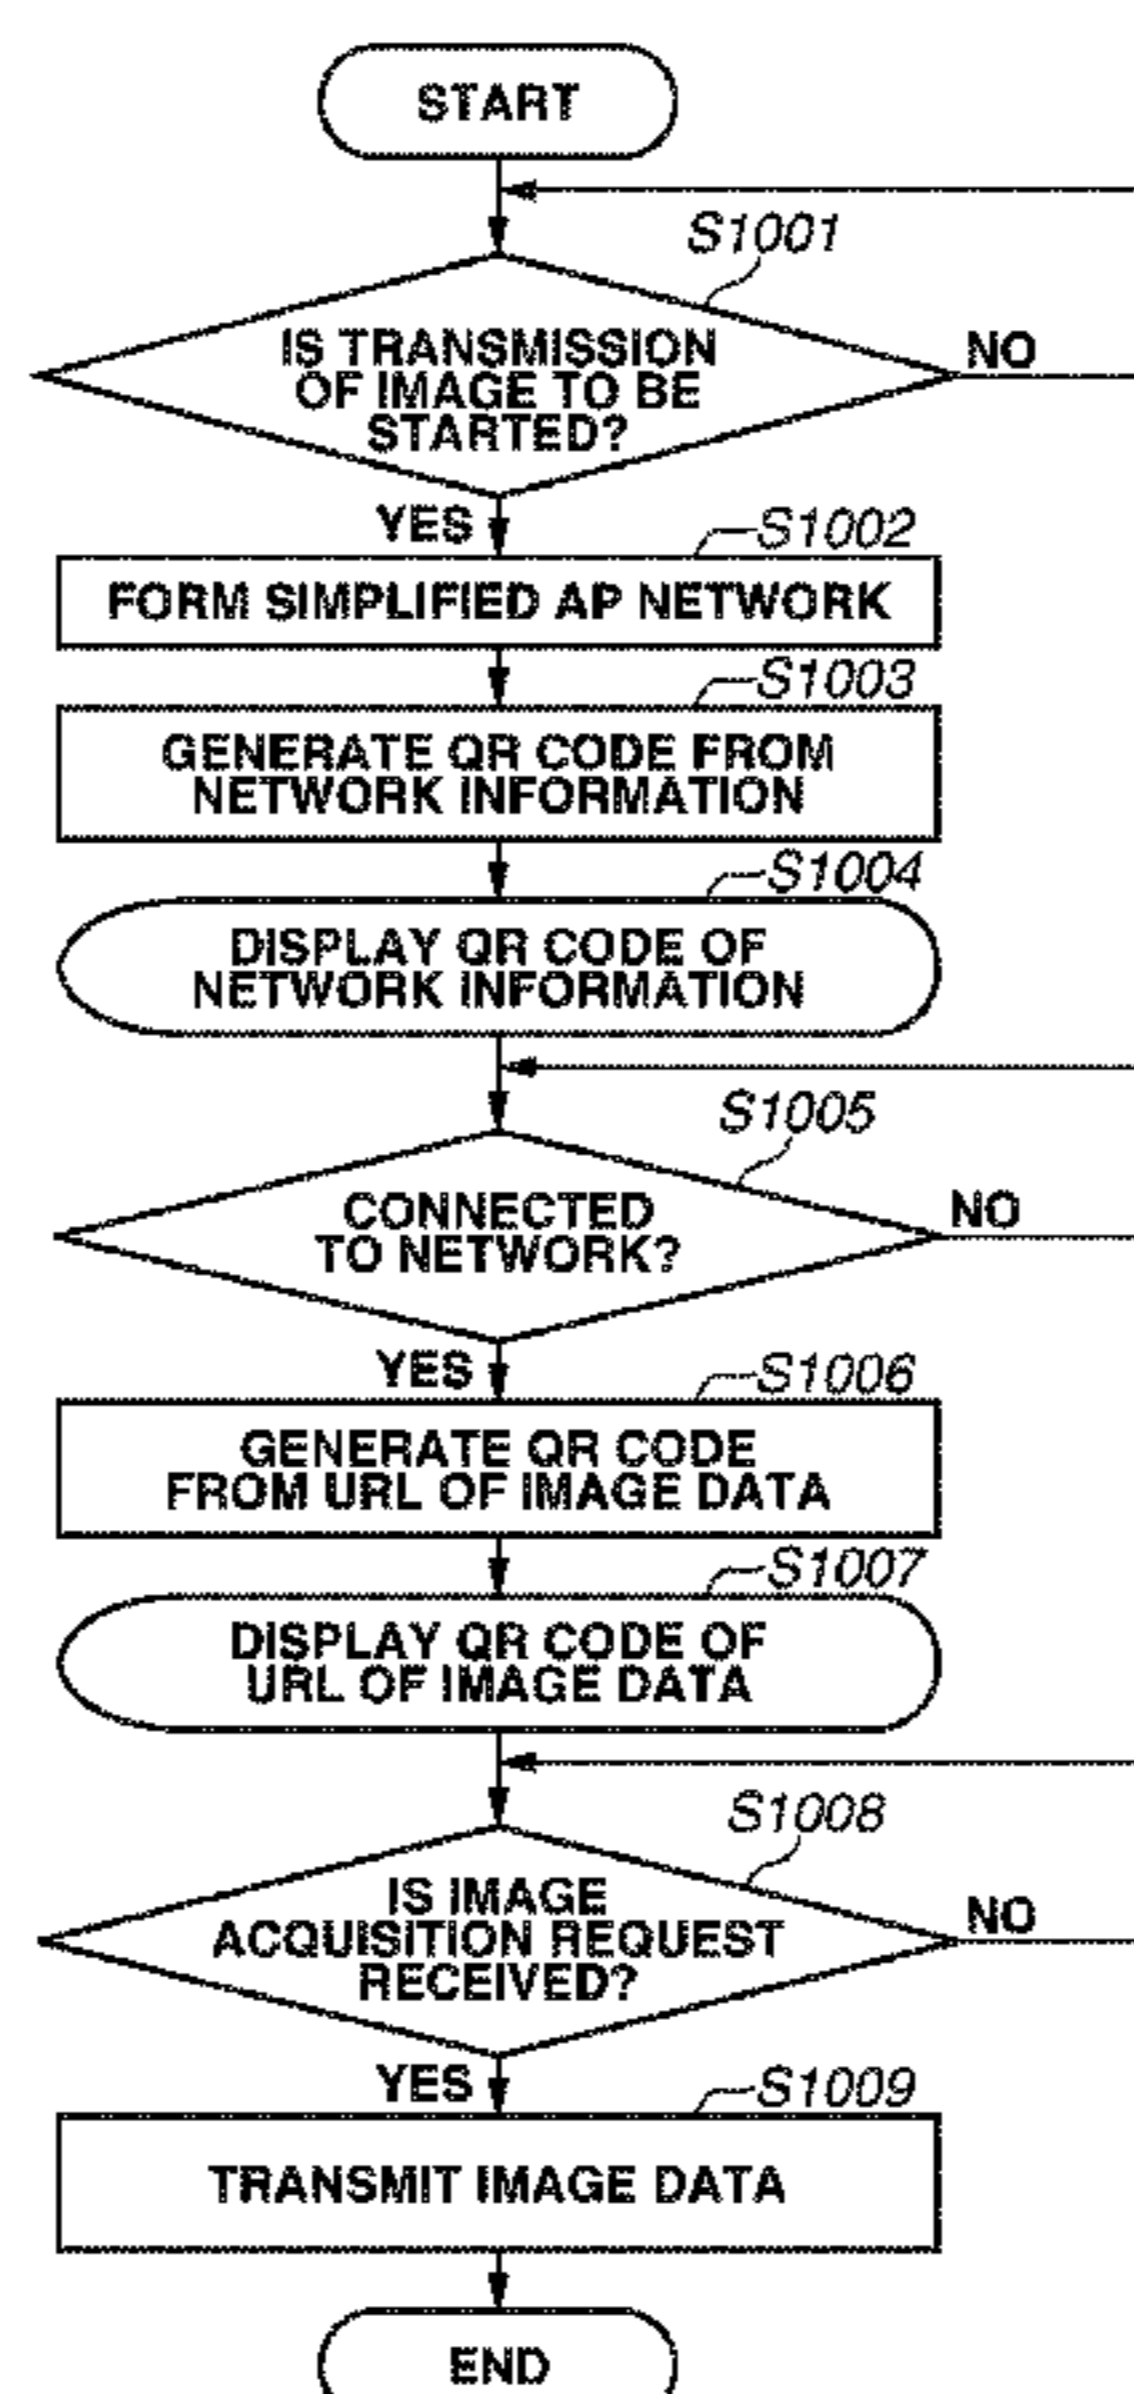 START
S1001
IS TRANSMISSION
OF IMAGE TO BE
STARTED?
NO
YES
S1002
FORM SIMPLIFIED AP NETWORK
S1003
GENERATE QR CODE FROM
NETWORK INFORMATION
S1004
DISPLAY QR CODE OF
NETWORK INFORMATION
S1005
CONNECTED
TO NETWORK?
NO
YES
S1006
GENERATE QR CODE
FROM URL OF IMAGE DATA
S1007
DISPLAY QR CODE OF
URL OF IMAGE DATA
S1008
IS IMAGE
ACQUISITION REQUEST
RECEIVED?
NO
YES
S1009
TRANSMIT IMAGE DATA
END